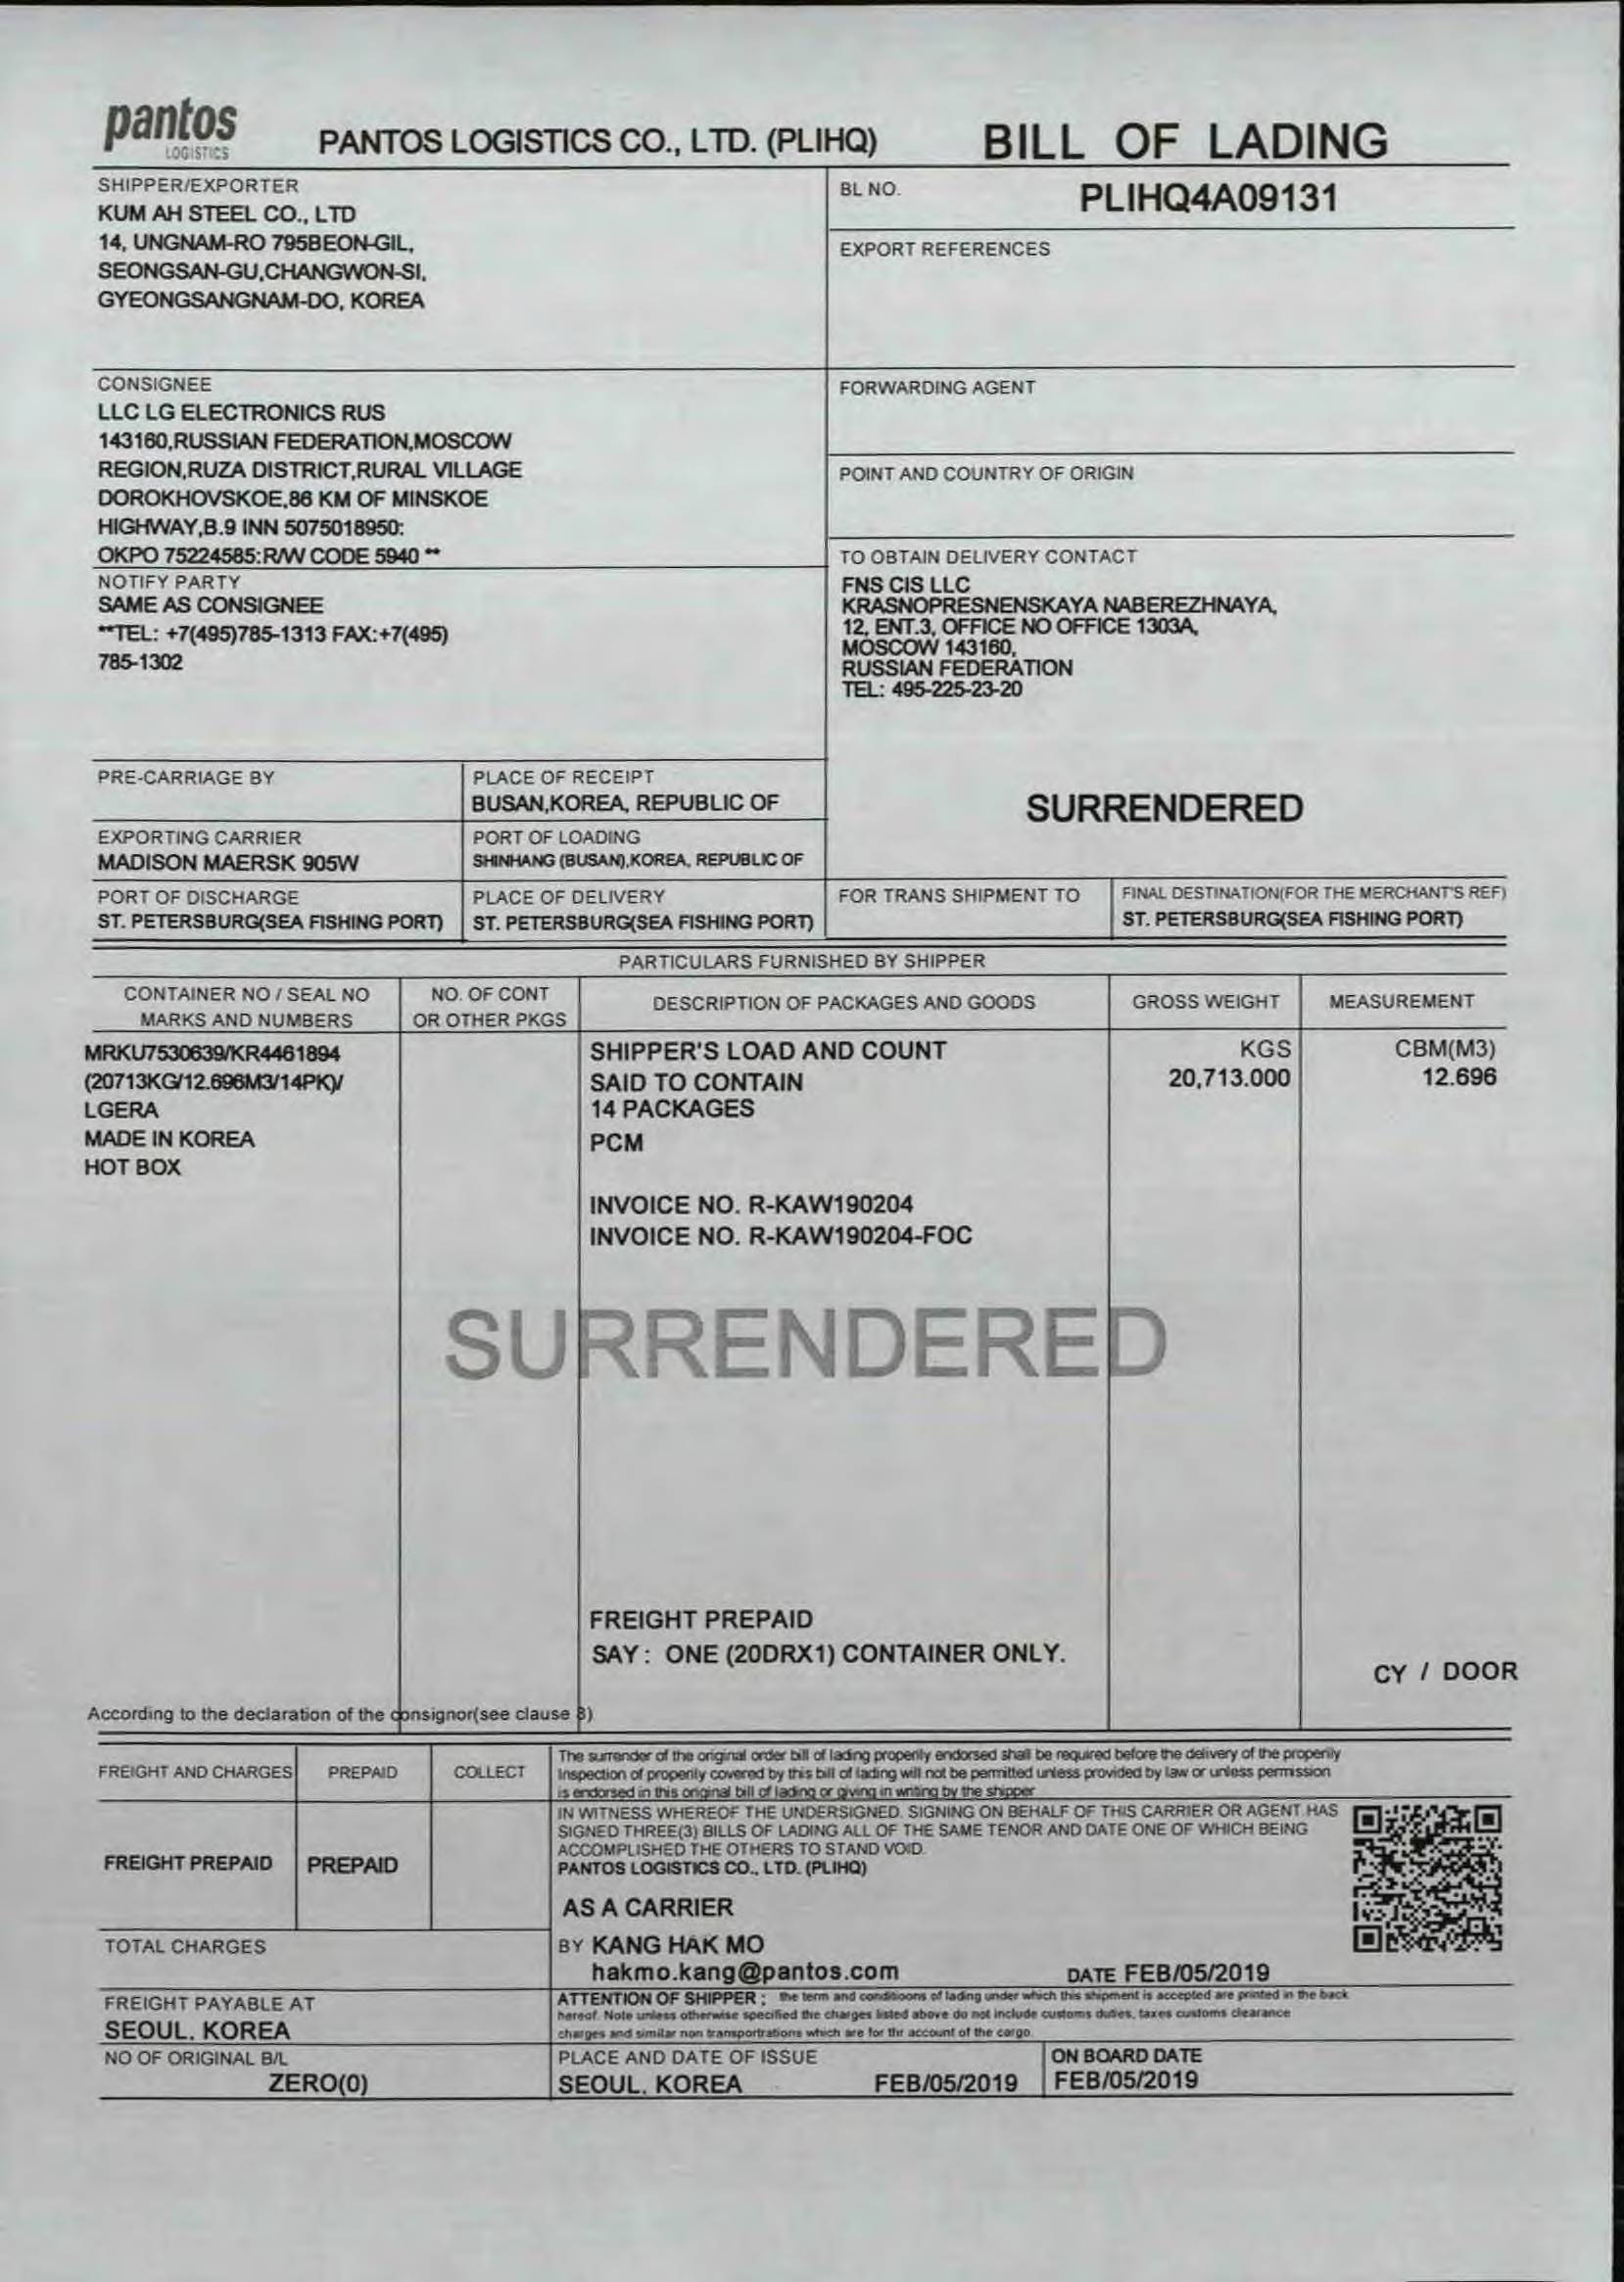 pantos
LOGISTICS
PANTOS LOGISTICS CO., LTD. (PLIHQ)
BILL OF LADING
SHIPPER/EXPORTER
KUM AH STEEL CO., LTD
14, UNGNAM-RO 795BEON-GIL,
SEONGSAN-GU,CHANGWON-SI,
GYEONGSANGNAM-DO, KOREA
BL NO.
PLIHQ4A09131
EXPORT REFERENCES
CONSIGNEE
LLC LG ELECTRONICS RUS
143160,RUSSIAN FEDERATION,MOSCOW
REGION,RUZA DISTRICT,RURAL VILLAGE
DOROKHOVSKOE,86 KM OF MINSKOE
HIGHWAY,B.9 INN 5075018950:
OKPO 75224585:R/W CODE 5940 **
FORWARDING AGENT
POINT AND COUNTRY OF ORIGIN
NOTIFY PARTY
SAME AS CONSIGNEE
**TEL: +7(495)785-1313 FAX:+7(495)
785-1302
TO OBTAIN DELIVERY CONTACT
FNS CIS LLC
KRASNOPRESNENSKAYA NABEREZHNAYA,
12, ENT.3, OFFICE NO OFFICE 1303A,
MOSCOW 143160,
RUSSIAN FEDERATION
TEL: 495-225-23-20
PRE-CARRIAGE BY
PLACE OF RECEIPT
BUSAN,KOREA, REPUBLIC OF
SURRENDERED
EXPORTING CARRIER
MADISON MAERSK 905W
PORT OF LOADING
SHINHANG (BUSAN),KOREA, REPUBLIC OF
PORT OF DISCHARGE
ST. PETERSBURG(SEA FISHING PORT)
PLACE OF DELIVERY
ST. PETERSBURG(SEA FISHING PORT)
FOR TRANS SHIPMENT TO
FINAL DESTINATION(FOR THE MERCHANT'S REF)
ST. PETERSBURG(SEA FISHING PORT)
PARTICULARS FURNISHED BY SHIPPER
CONTAINER NO / SEAL NO
MARKS AND NUMBERS
NO. OF CONT
OR OTHER PKGS
DESCRIPTION OF PACKAGES AND GOODS
GROSS WEIGHT
MEASUREMENT
MRKU7530639/KR4461894
(20713KG/12.696M3/14PK)/
LGERA
MADE IN KOREA
HOT BOX
SHIPPER'S LOAD AND COUNT
SAID TO CONTAIN
14 PACKAGES
PCM
INVOICE NO. R-KAW190204
INVOICE NO. R-KAW190204-FOC
KGS
20,713.000
CBM(M3)
12.696
SURRENDERED
FREIGHT PREPAID
SAY : ONE (20DRX1) CONTAINER ONLY.
CY / DOOR
According to the declaration of the consignor(see clause 8)
FREIGHT AND CHARGES
PREPAID
COLLECT
The surrender of the original order bill of lading properily endorsed shall be required before the delivery of the properily
Inspection of properily covered by this bill of lading will not be permitted unless provided by law or unless permission
is endorsed in this original bill of lading or giving in writing by the shipper
FREIGHT PREPAID
PREPAID
IN WITNESS WHEREOF THE UNDERSIGNED. SIGNING ON BEHALF OF THIS CARRIER OR AGENT HAS
SIGNED THREE(3) BILLS OF LADING ALL OF THE SAME TENOR AND DATE ONE OF WHICH BEING
ACCOMPLISHED THE OTHERS TO STAND VOID.
PANTOS LOGISTICS CO., LTD. (PLIHQ)
AS A CARRIER
TOTAL CHARGES
BY KANG HAK MO
hakmo.kang@pantos.com
DATE FEB/05/2019
FREIGHT PAYABLE AT
SEOUL, KOREA
ATTENTION OF SHIPPER : the term and conditioons of lading under which this shipment is accepted are printed in the back
hereof. Note unless otherwise specified the charges listed above do not include customs duties, taxes customs clearance
charges and similar non transportrations which are for thr account of the cargo.
NO OF ORIGINAL B/L
ZERO(0)
PLACE AND DATE OF ISSUE
SEOUL, KOREA
FEB/05/2019
ON BOARD DATE
FEB/05/2019